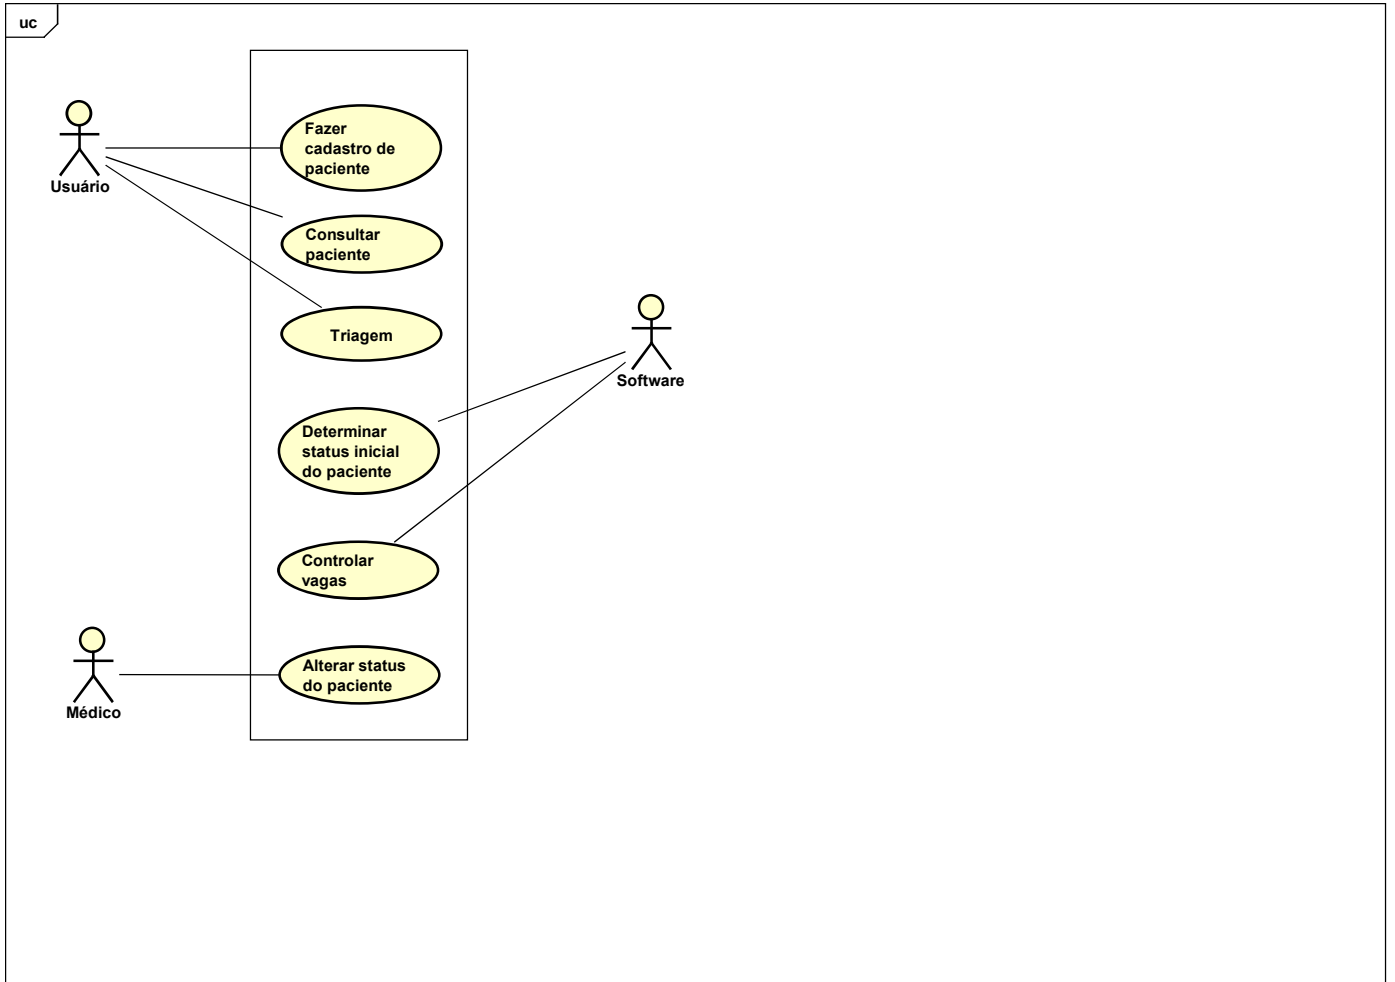 uc
Usuário
Fazer
cadastro de
paciente
Consultar
paciente
Triagem
Software
Determinar
status inicial
do paciente
Controlar
vagas
Médico
Alterar status
do paciente